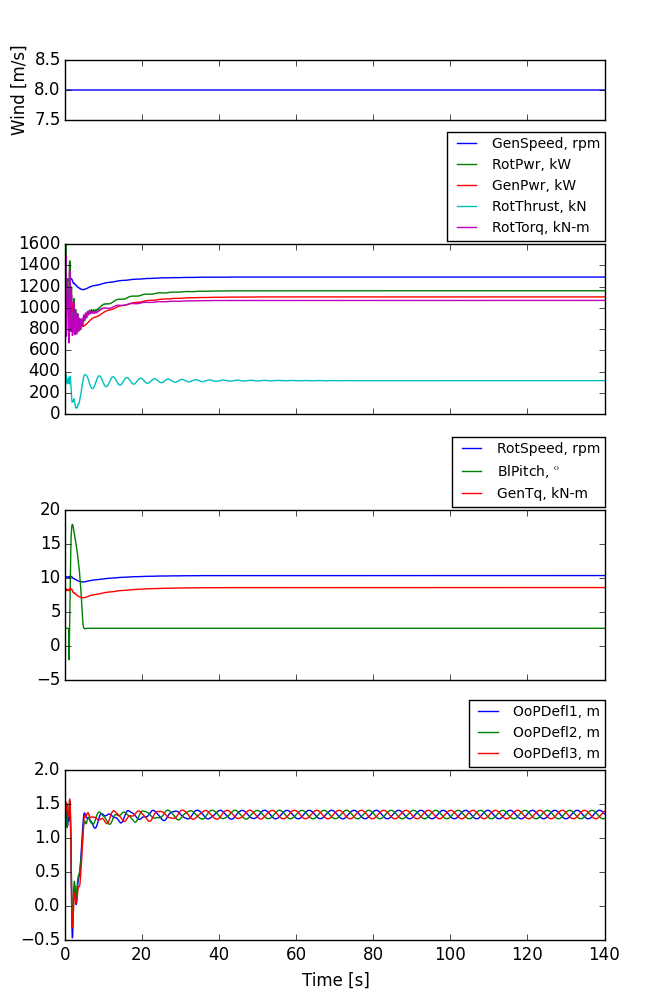 Wind [m/s]
8.5
8.0
7.5
GenSpeed, rpm
RotPwr, kW
GenPwr, kW
RotThrust, kN
RotTorq, kN-m
1600
1400
1200
1000
800
600
400
200
0
RotSpeed, rpm
BlPitch, °
GenTq, kN-m
20
15
10
5
0
−5
OoPDefl1, m
OoPDefl2, m
OoPDefl3, m
2.0
1.5
1.0
0.5
0.0
−0.5
0 20 40 60 80 100 120 140
Time [s]